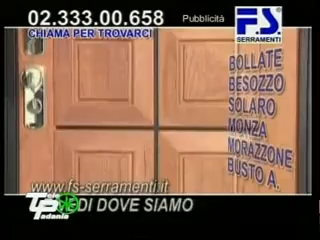 02.333.00.658
Pubblicità
CHIAMA PER TROVARCI
F.S
SERRAMENTI
BOLLATE
BESOZZO
SOLARO
MONZA
MORAZZONE
BUSTO A.
www.fs-serramenti.it
DI DOVE SIAMO
Padania